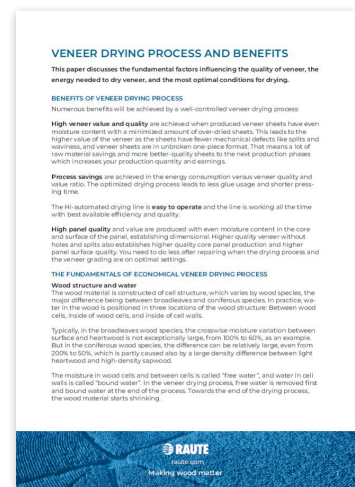 VENEER DRYING PROCESS AND BENEFITS
This paper discusses the fundamental factors influencing the quality of veneer, the
energy needed to dry veneer, and the most optimal conditions for drying.
BENEFITS OF VENEER DRYING PROCESS
Numerous benefits will be achieved by a well-controlled veneer drying process:
High veneer value and quality are achieved when produced veneer sheets have even
moisture content with a minimized amount of over-dried sheets. This leads to the
higher value of the veneer as the sheets have fewer mechanical defects like splits and
waviness, and veneer sheets are in unbroken one-piece format. That means a lot of
raw material savings and more better-quality sheets to the next production phases
which increases your production quantity and earnings.
Process savings are achieved in the energy consumption versus veneer quality and
value ratio. The optimized drying process leads to less glue usage and shorter press-
ing time.
The Hi-automated drying line is easy to operate and the line is working all the time
with best available efficiency and quality.
High panel quality and value are produced with even moisture content in the core
and surface of the panel, establishing dimensional. Higher quality veneer without
holes and splits also establishes higher quality core panel production and higher
panel surface quality. You need to do less after repairing when the drying process and
the veneer grading are on optimal settings.
THE FUNDAMENTALS OF ECONOMICAL VENEER DRYING PROCESS
Wood structure and water
The wood material is constructed of cell structure, which varies by wood species, the
major difference being between broadleaves and coniferous species. In practice, wa-
ter in the wood is positioned in three locations of the wood structure: Between wood
cells, inside of wood cells, and inside of cell walls.
Typically, in the broadleaves wood species, the crosswise moisture variation between
surface and heartwood is not exceptionally large, from 100% to 60%, as an example.
But in the coniferous wood species, the difference can be relatively large, even from
200% to 50%, which is partly caused also by a large density difference between light
heartwood and high-density sapwood.
The moisture in wood cells and between cells is called "free water", and water in cell
walls is called "bound water". In the veneer drying process, free water is removed first
and bound water at the end of the process. Towards the end of the drying process,
the wood material starts shrinking.
RAUTE
raute.com
Making wood matter